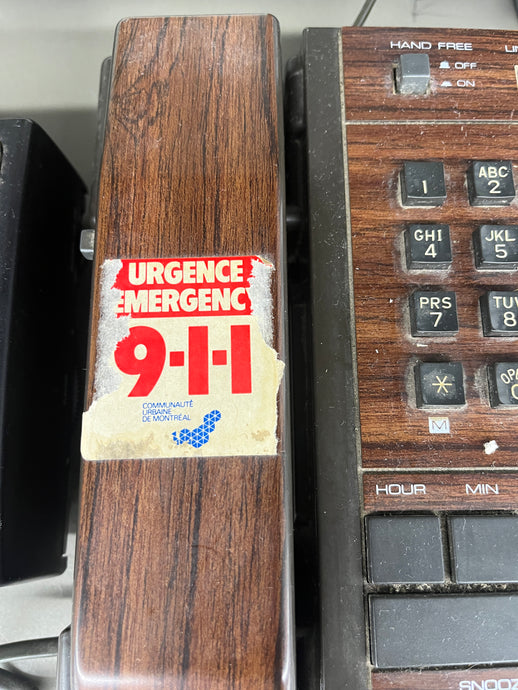 HAND FREE
OFF
ON
1
ABC
2
GHI
4
JKL
5
PRS
7
TUV
8
*
M
HOUR MIN
URGENCE
EMERGENCY
9-1-1
COMMUNAUTÉ
URBAINE
DE MONTRÉAL